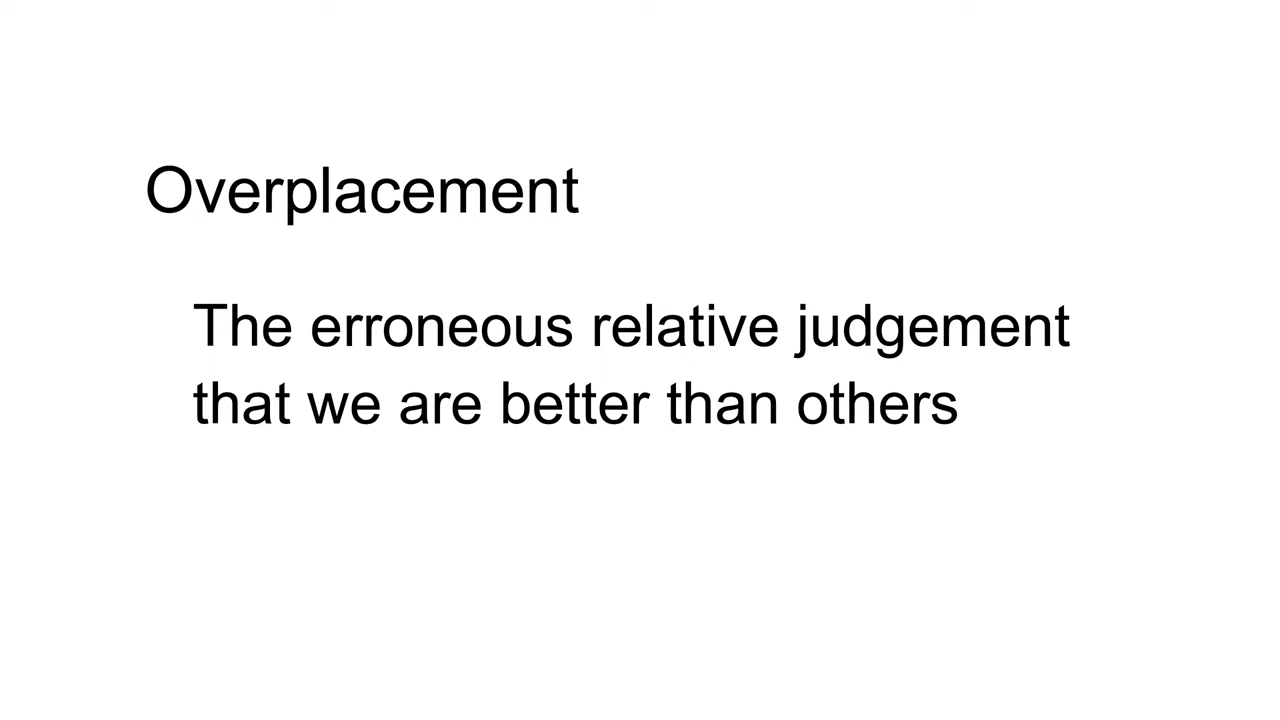 Overplacement
The erroneous relative judgement
that we are better than others